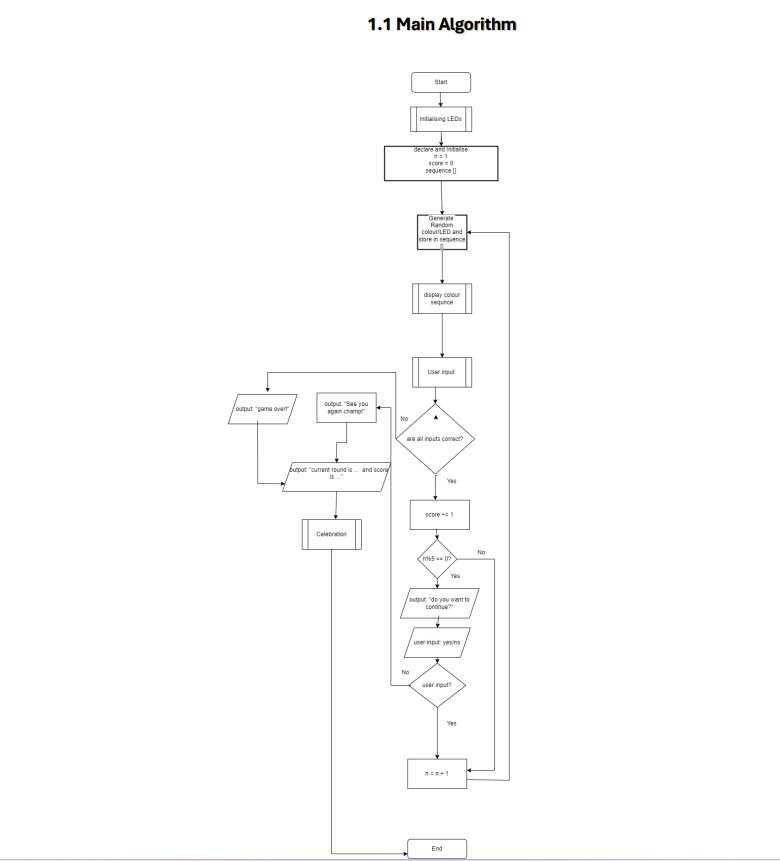 1.1 Main Algorithm
Start
Initialising LEDs
declare and Initialise
n = 1
score = 0
sequence []
Generate
Random
colour/LED and
store in sequence
[]
display colour
sequnce
User input
output: "game over!"
output: "See you
again champ!"
No
are all inputs correct?
output: "current round is ... and score
is ..."
Yes
score += 1
Celebration
n%5 == 0?
No
Yes
output: "do you want to
continue?"
user input: yes/no
No
user input?
Yes
n = n + 1
End